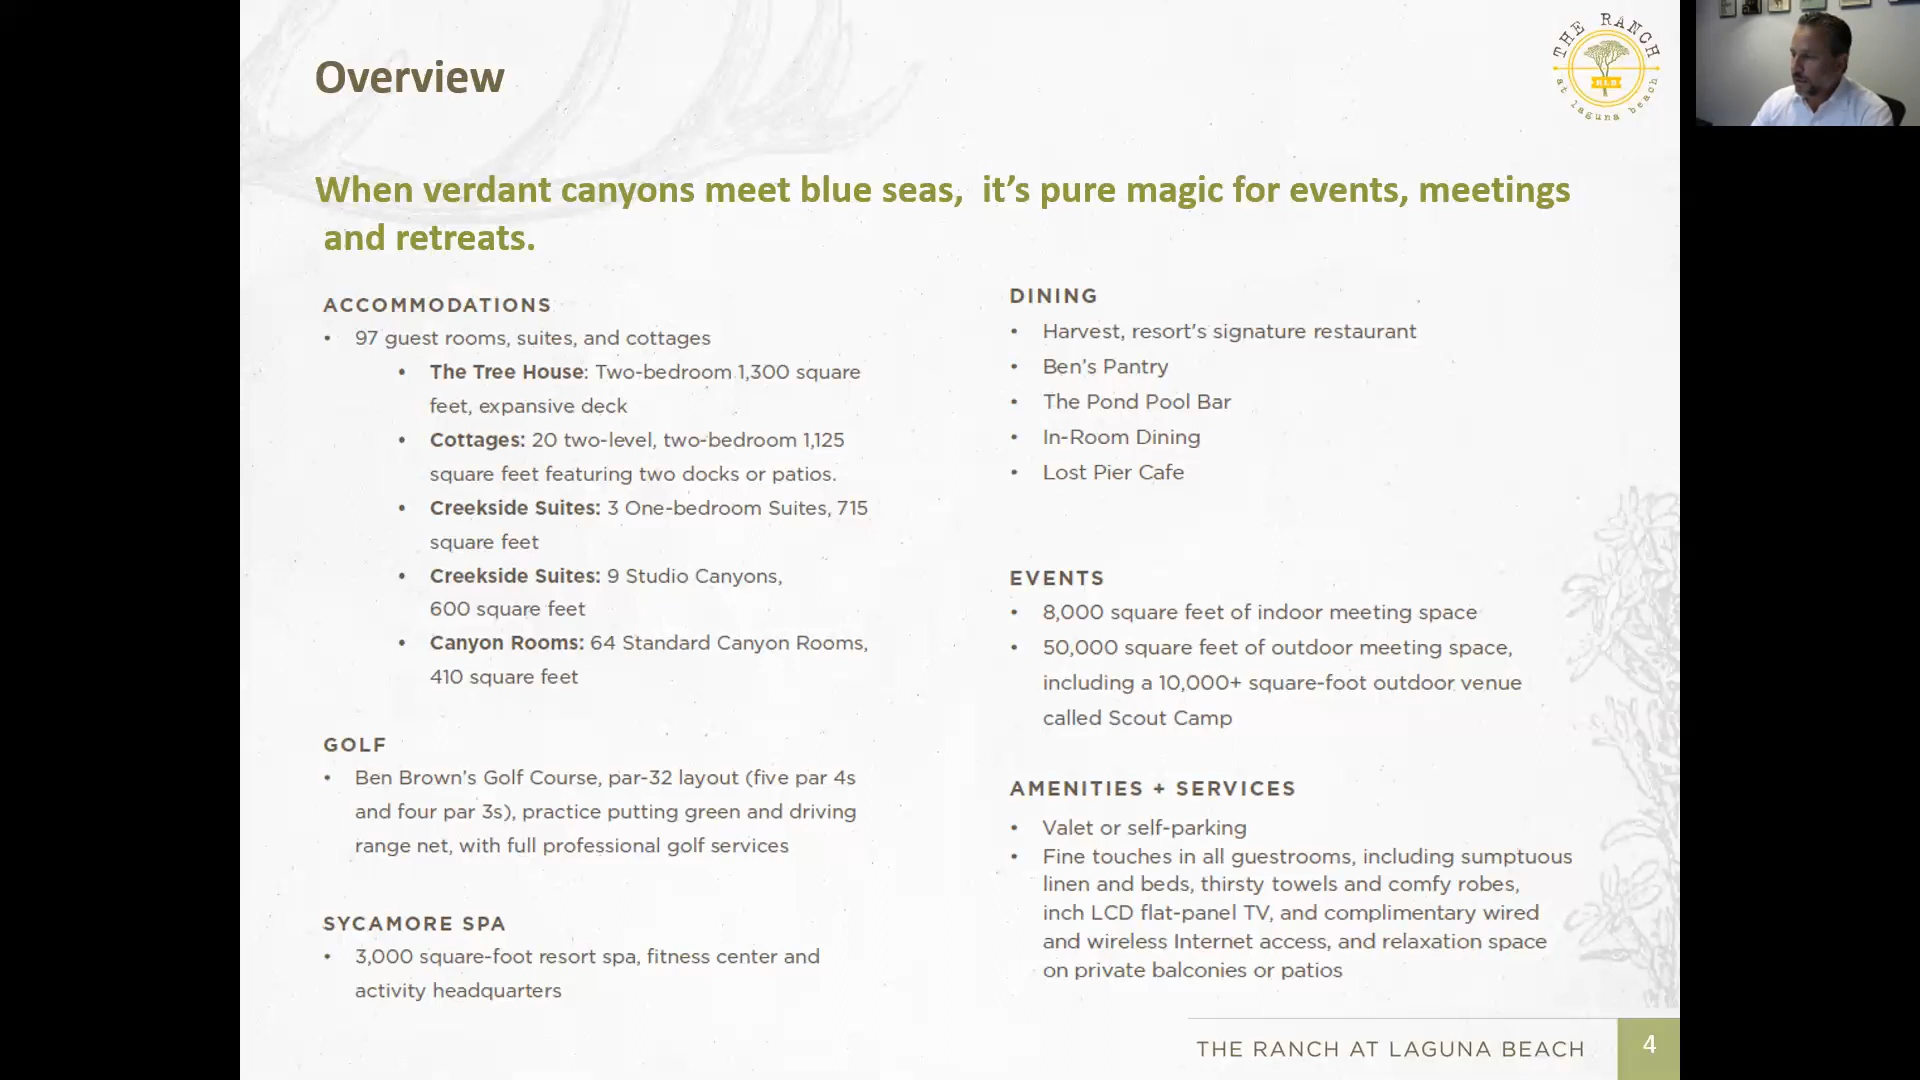 Overview
THE RANCH
RLB
at laguna beach
When verdant canyons meet blue seas,  it’s pure magic for events, meetings
and retreats.
ACCOMMODATIONS
• 97 guest rooms, suites, and cottages
• The Tree House: Two-bedroom 1,300 square
feet, expansive deck
• Cottages: 20 two-level, two-bedroom 1,125
square feet featuring two docks or patios.
• Creekside Suites: 3 One-bedroom Suites, 715
square feet
• Creekside Suites: 9 Studio Canyons,
600 square feet
• Canyon Rooms: 64 Standard Canyon Rooms,
410 square feet
GOLF
• Ben Brown’s Golf Course, par-32 layout (five par 4s
and four par 3s), practice putting green and driving
range net, with full professional golf services
SYCAMORE SPA
• 3,000 square-foot resort spa, fitness center and
activity headquarters
DINING
• Harvest, resort's signature restaurant
• Ben’s Pantry
• The Pond Pool Bar
• In-Room Dining
• Lost Pier Cafe
EVENTS
• 8,000 square feet of indoor meeting space
• 50,000 square feet of outdoor meeting space,
including a 10,000+ square-foot outdoor venue
called Scout Camp
AMENITIES + SERVICES
• Valet or self-parking
• Fine touches in all guestrooms, including sumptuous
linen and beds, thirsty towels and comfy robes,
inch LCD flat-panel TV, and complimentary wired
and wireless Internet access, and relaxation space
on private balconies or patios
THE RANCH AT LAGUNA BEACH
4